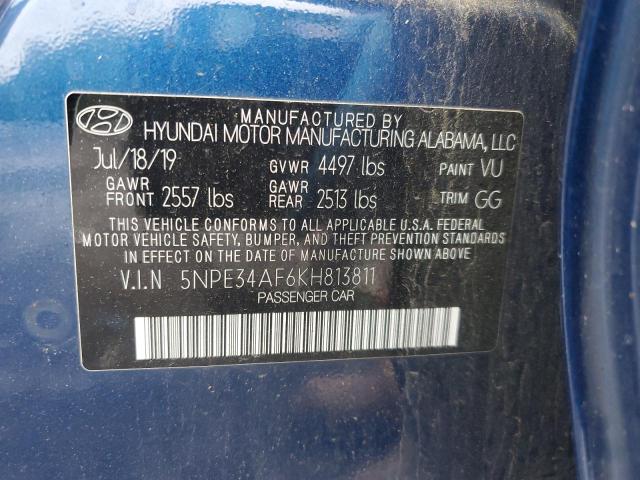 MANUFACTURED BY
HYUNDAI MOTOR MANUFACTURING ALABAMA, LLC
Jul/18/19 GVWR 4497 lbs PAINT VU
GAWR FRONT 2557 lbs GAWR REAR 2513 lbs TRIM GG
THIS VEHICLE CONFORMS TO ALL APPLICABLE U.S.A. FEDERAL
MOTOR VEHICLE SAFETY, BUMPER, AND THEFT PREVENTION STANDARDS
IN EFFECT ON THE DATE OF MANUFACTURE SHOWN ABOVE.
V.I.N 5NPE34AF6KH813811
PASSENGER CAR